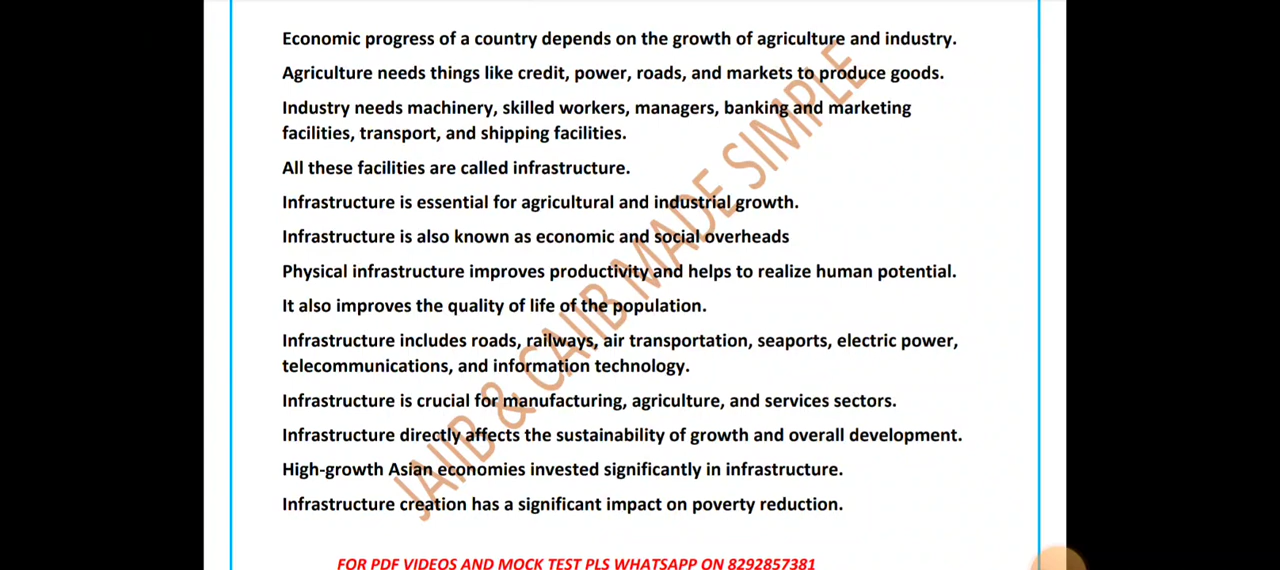 Economic progress of a country depends on the growth of agriculture and industry.
Agriculture needs things like credit, power, roads, and markets to produce goods.
Industry needs machinery, skilled workers, managers, banking and marketing
facilities, transport, and shipping facilities.
All these facilities are called infrastructure.
Infrastructure is essential for agricultural and industrial growth.
Infrastructure is also known as economic and social overheads
Physical infrastructure improves productivity and helps to realize human potential.
It also improves the quality of life of the population.
Infrastructure includes roads, railways, air transportation, seaports, electric power,
telecommunications, and information technology.
Infrastructure is crucial for manufacturing, agriculture, and services sectors.
Infrastructure directly affects the sustainability of growth and overall development.
High-growth Asian economies invested significantly in infrastructure.
Infrastructure creation has a significant impact on poverty reduction.
JAIIB & CAIIB MADE SIMPLE
FOR PDF VIDEOS AND MOCK TEST PLS WHATSAPP ON 8292857381